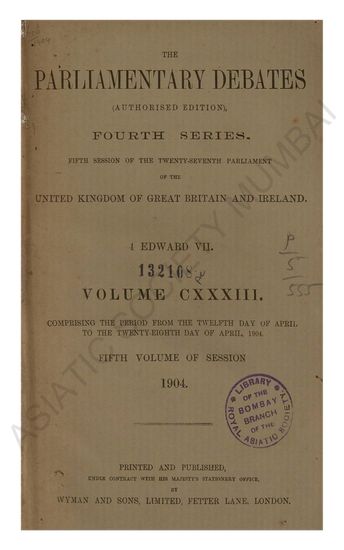 THE
PARLIAMENTARY DEBATES
(AUTHORISED EDITION),
FOURTH SERIES.
FIFTH SESSION OF THE TWENTY-SEVENTH PARLIAMENT
OF THE
UNITED KINGDOM OF GREAT BRITAIN AND IRELAND.
4 EDWARD VII.
132108
P
5
555
VOLUME CXXXIII.
COMPRISING THE PERIOD FROM THE TWELFTH DAY OF APRIL
TO THE TWENTY-EIGHTH DAY OF APRIL, 1904.
FIFTH VOLUME OF SESSION
1904.
LIBRARY
OF THE
BOMBAY
BRANCH
OF THE
ROYAL ASIATIC SOCIETY.
PRINTED AND PUBLISHED,
UNDER CONTRACT WITH HIS MAJESTY'S STATIONERY OFFICE,
BY
WYMAN AND SONS, LIMITED, FETTER LANE, LONDON.
ASIATIC SOCIETY MUMBAI